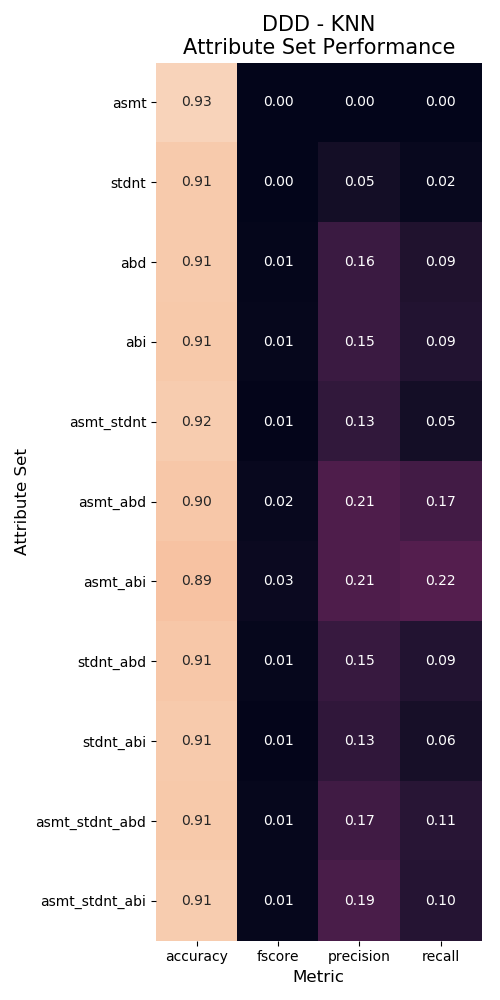 DDD - KNN
Attribute Set Performance
asmt 0.93 0.00 0.00 0.00
stdnt 0.91 0.00 0.05 0.02
abd 0.91 0.01 0.16 0.09
abi 0.91 0.01 0.15 0.09
asmt_stdnt 0.92 0.01 0.13 0.05
asmt_abd 0.90 0.02 0.21 0.17
asmt_abi 0.89 0.03 0.21 0.22
stdnt_abd 0.91 0.01 0.15 0.09
stdnt_abi 0.91 0.01 0.13 0.06
asmt_stdnt_abd 0.91 0.01 0.17 0.11
asmt_stdnt_abi 0.91 0.01 0.19 0.10
Attribute Set
accuracy fscore precision recall
Metric